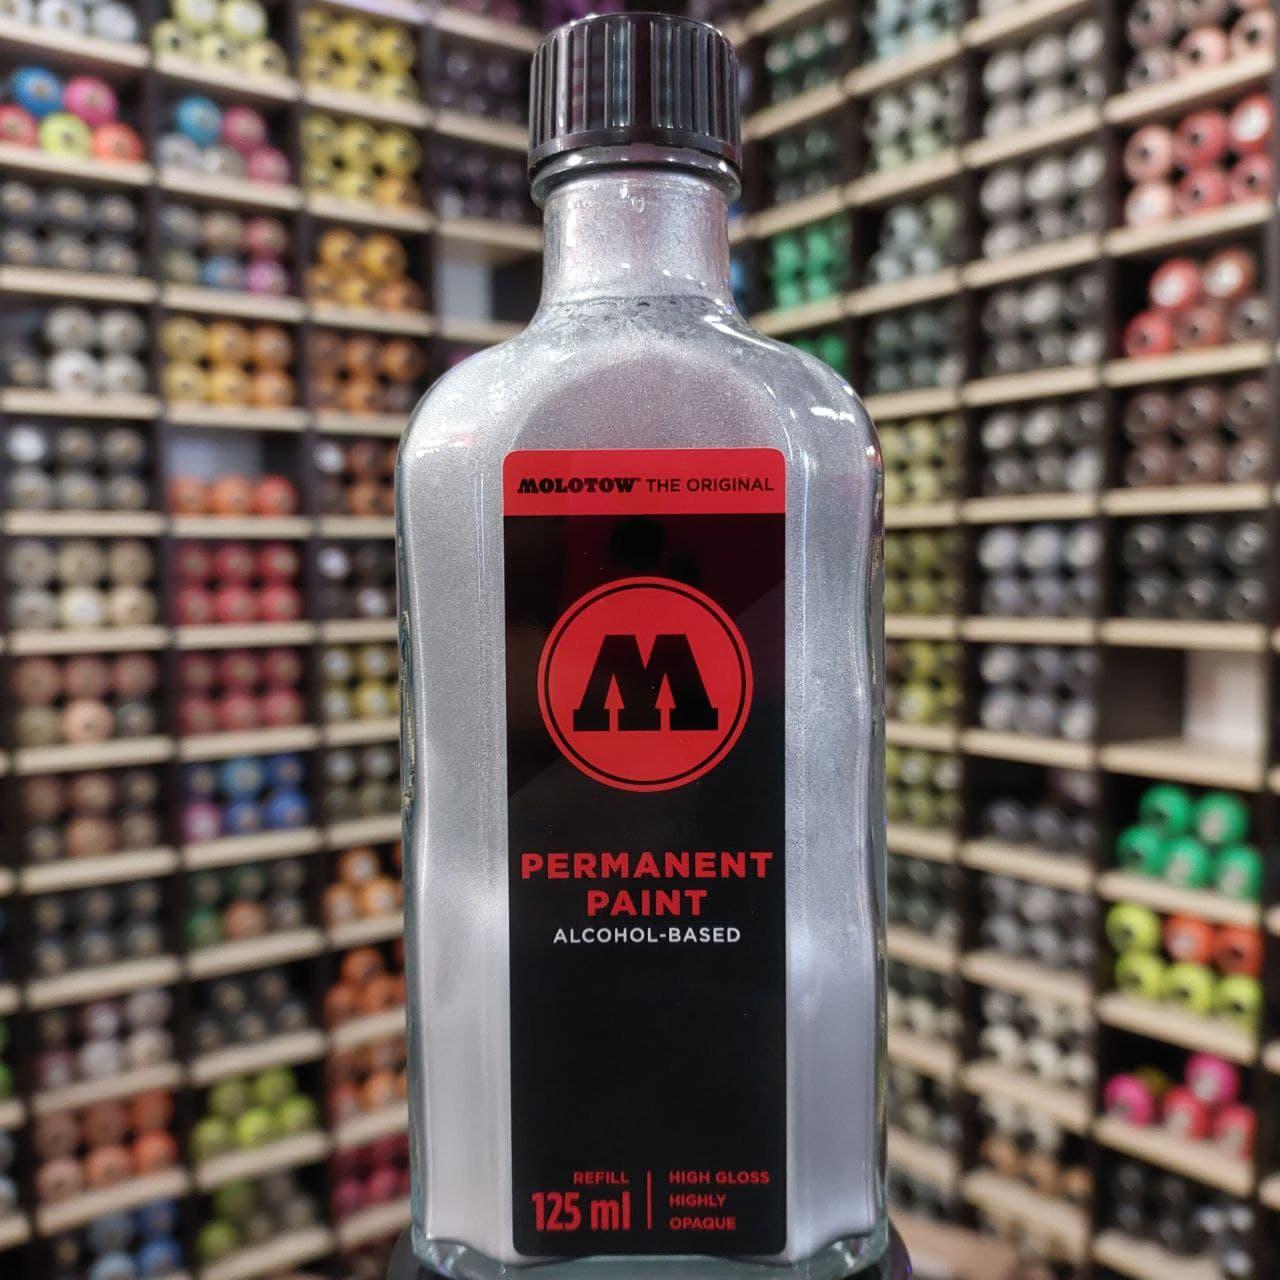 MOLOTOW™ THE ORIGINAL
M
PERMANENT
PAINT
ALCOHOL-BASED
REFILL
125 ml
HIGH GLOSS
HIGHLY
OPAQUE